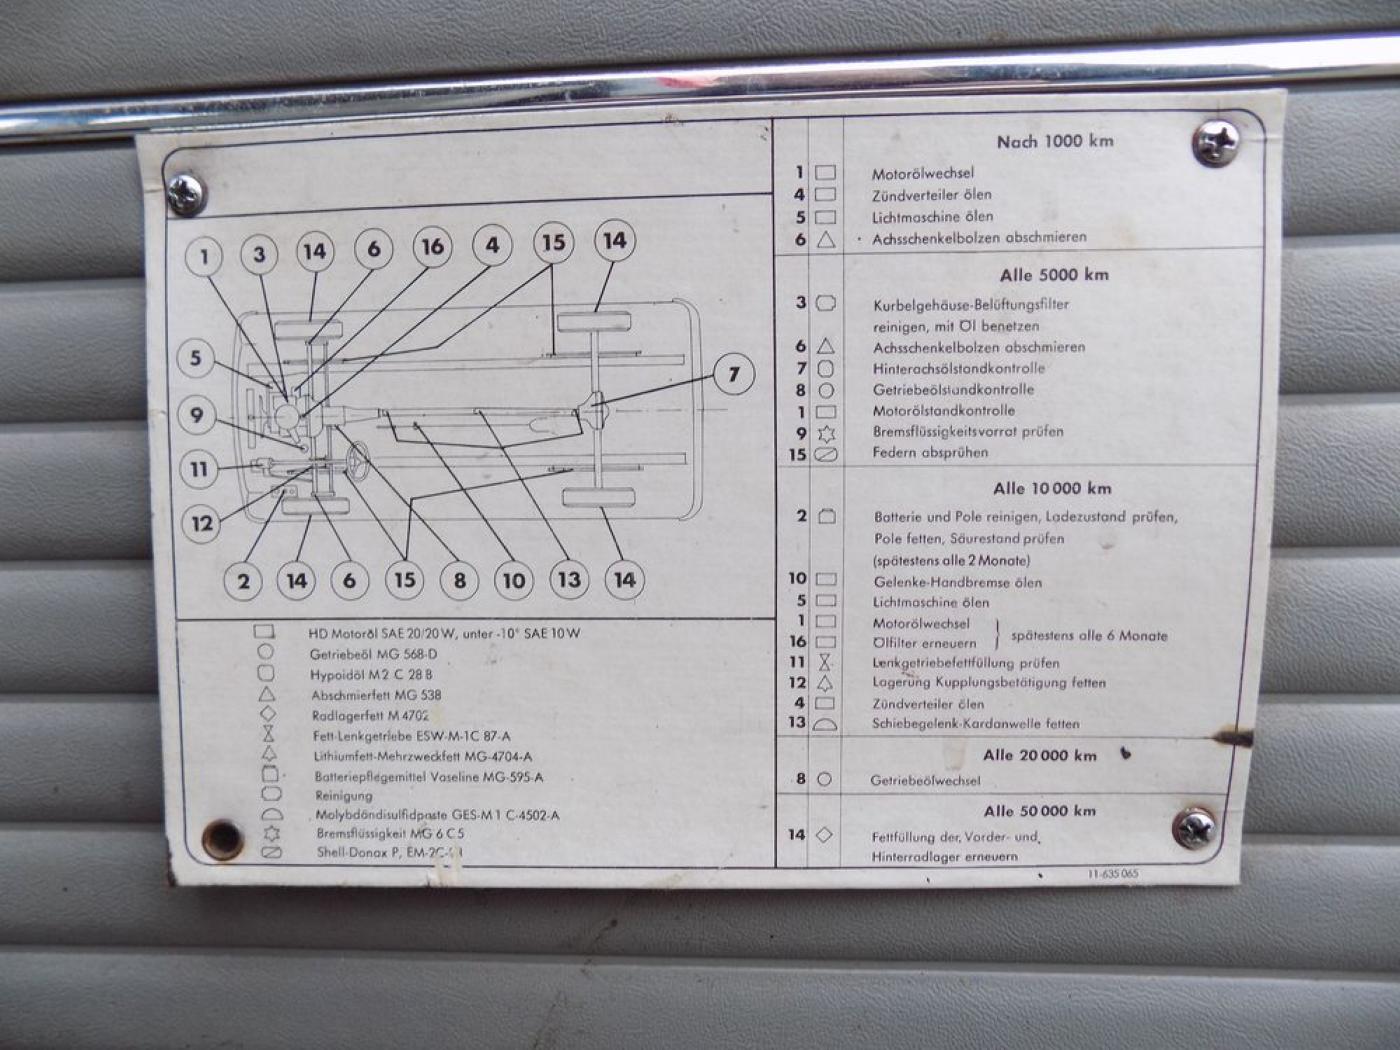 1 3 14 6 16 4 15 14
5
7
9
11
12
2 14 6 15 8 10 13 14
HD Motoröl SAE 20/20 W, unter -10° SAE 10 W
Getriebeöl MG 568-D
Hypoidöl M 2 C 28 B
Abschmierfett MG 538
Radlagerfett M 4702
Fett-Lenkgetriebe ESW-M-1C 87-A
Lithiumfett-Mehrzweckfett MG-4704-A
Batteriepflegemittel Vaseline MG-595-A
Reinigung
Molybdändisulfidpaste GES-M 1 C-4502-A
Bremsflüssigkeit MG 6 C 5
Shell-Donax P,
Nach 1000 km
1 Motorölwechsel
4 Zündverteiler ölen
5 Lichtmaschine ölen
6 Achsschenkelbolzen abschmieren
Alle 5000 km
3 Kurbelgehäuse-Belüftungsfilter
reinigen, mit Öl benetzen
6 Achsschenkelbolzen abschmieren
7 Hinterachsölstandkontrolle
8 Getriebeölstandkontrolle
1 Motorölstandkontrolle
9 Bremsflüssigkeitsvorrat prüfen
15 Federn absprühen
Alle 10 000 km
2 Batterie und Pole reinigen, Ladezustand prüfen,
Pole fetten, Säurestand prüfen
(spätestens alle 2 Monate)
10 Gelenke-Handbremse ölen
5 Lichtmaschine ölen
1 Motorölwechsel
16 Ölfilter erneuern } spätestens alle 6 Monate
11 Lenkgetriebefettfüllung prüfen
12 Lagerung Kupplungsbetätigung fetten
4 Zündverteiler ölen
13 Schiebegelenk-Kardanwelle fetten
Alle 20 000 km
8 Getriebeölwechsel
Alle 50 000 km
14 Fettfüllung der Vorder- und
Hinterradlager erneuern
11-635 065